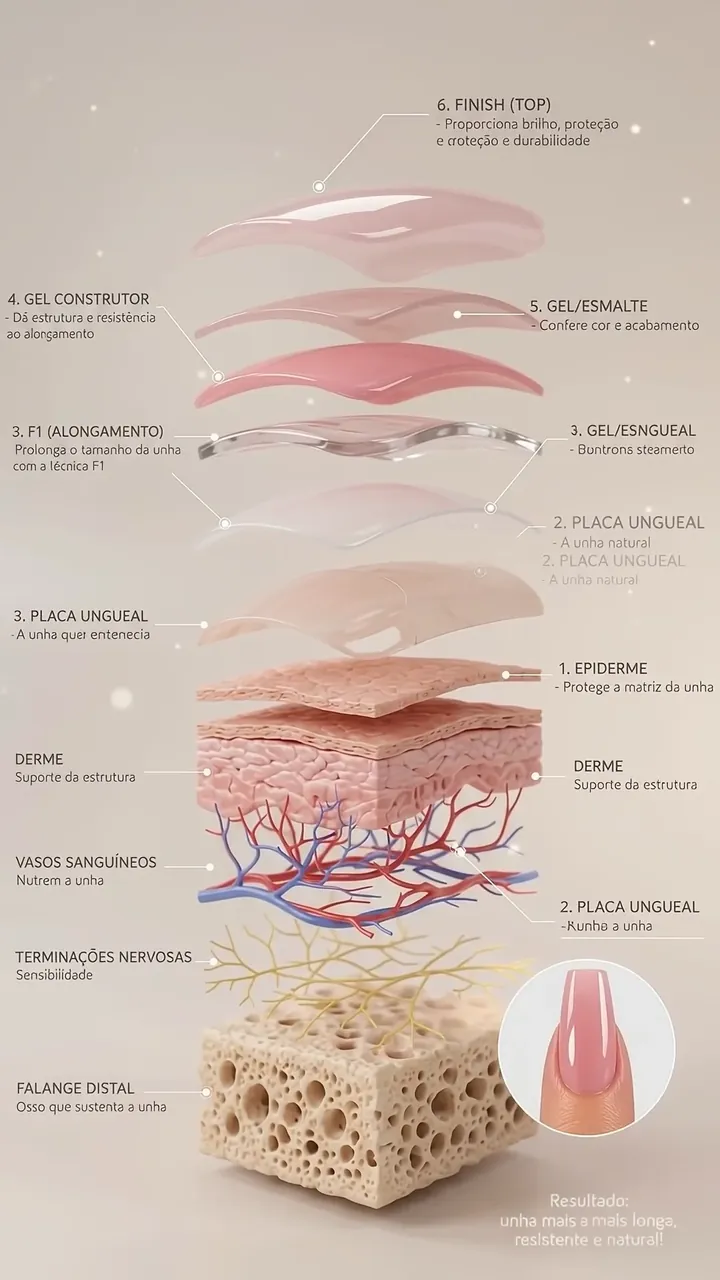 6. FINISH (TOP)
- Proporciona brilho, proteção
e croteção e durabilidade
4. GEL CONSTRUTOR
- Dá estrutura e resistência
ao alongamento
5. GEL/ESMALTE
- Confere cor e acabamento
3. F1 (ALONGAMENTO)
Prolonga o tamanho da unha
com a técnica F1
3. GEL/ESNGUEAL
- Buntrons steamerto
2. PLACA UNGUEAL
- A unha natural
2. PLACA UNGUEAL
- A unha natural
3. PLACA UNGUEAL
- A unha quer entenecia
1. EPIDERME
- Protege a matriz da unha
DERME
Suporte da estrutura
DERME
Suporte da estrutura
VASOS SANGUÍNEOS
Nutrem a unha
2. PLACA UNGUEAL
- Kunha a unha
TERMINAÇÕES NERVOSAS
Sensibilidade
FALANGE DISTAL
Osso que sustenta a unha
Resultado:
unha mais a mais longa,
resistente e natural!